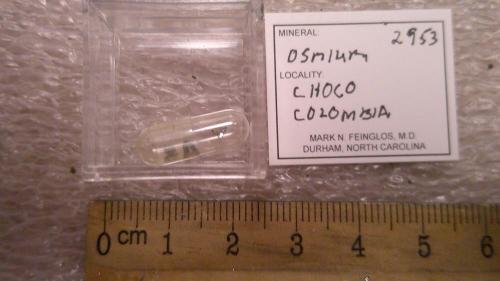 MINERAL:
2953
OSMIUM
LOCALITY:
CHOCO
COLOMBIA
MARK N. FEINGLOS, M.D.
DURHAM, NORTH CAROLINA
0 cm 1 2 3 4 5 6